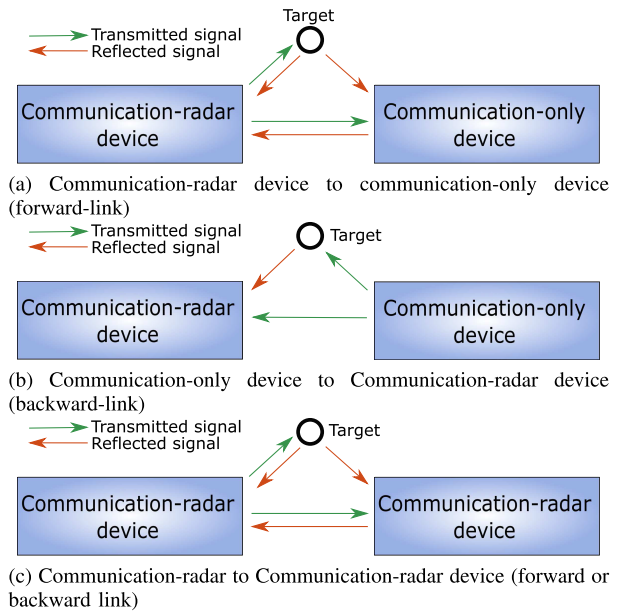 Target
Transmitted signal
Reflected signal
Communication-radar device
Communication-only device
(a) Communication-radar device to communication-only device
(forward-link)
Transmitted signal
Reflected signal
Target
Communication-radar device
Communication-only device
(b) Communication-only device to Communication-radar device
(backward-link)
Transmitted signal
Reflected signal
Target
Communication-radar device
Communication-radar device
(c) Communication-radar to Communication-radar device (forward or
backward link)